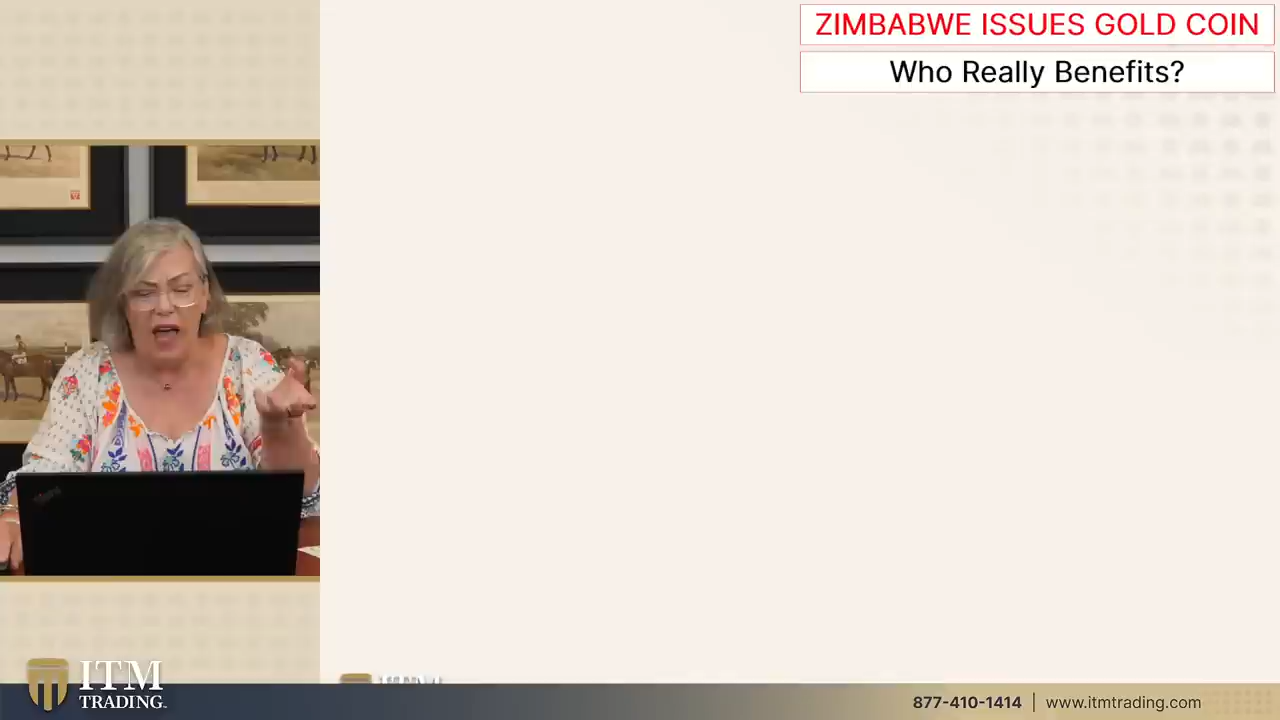 ZIMBABWE ISSUES GOLD COIN
Who Really Benefits?
ITM
TRADING
877-410-1414 | www.itmtrading.com